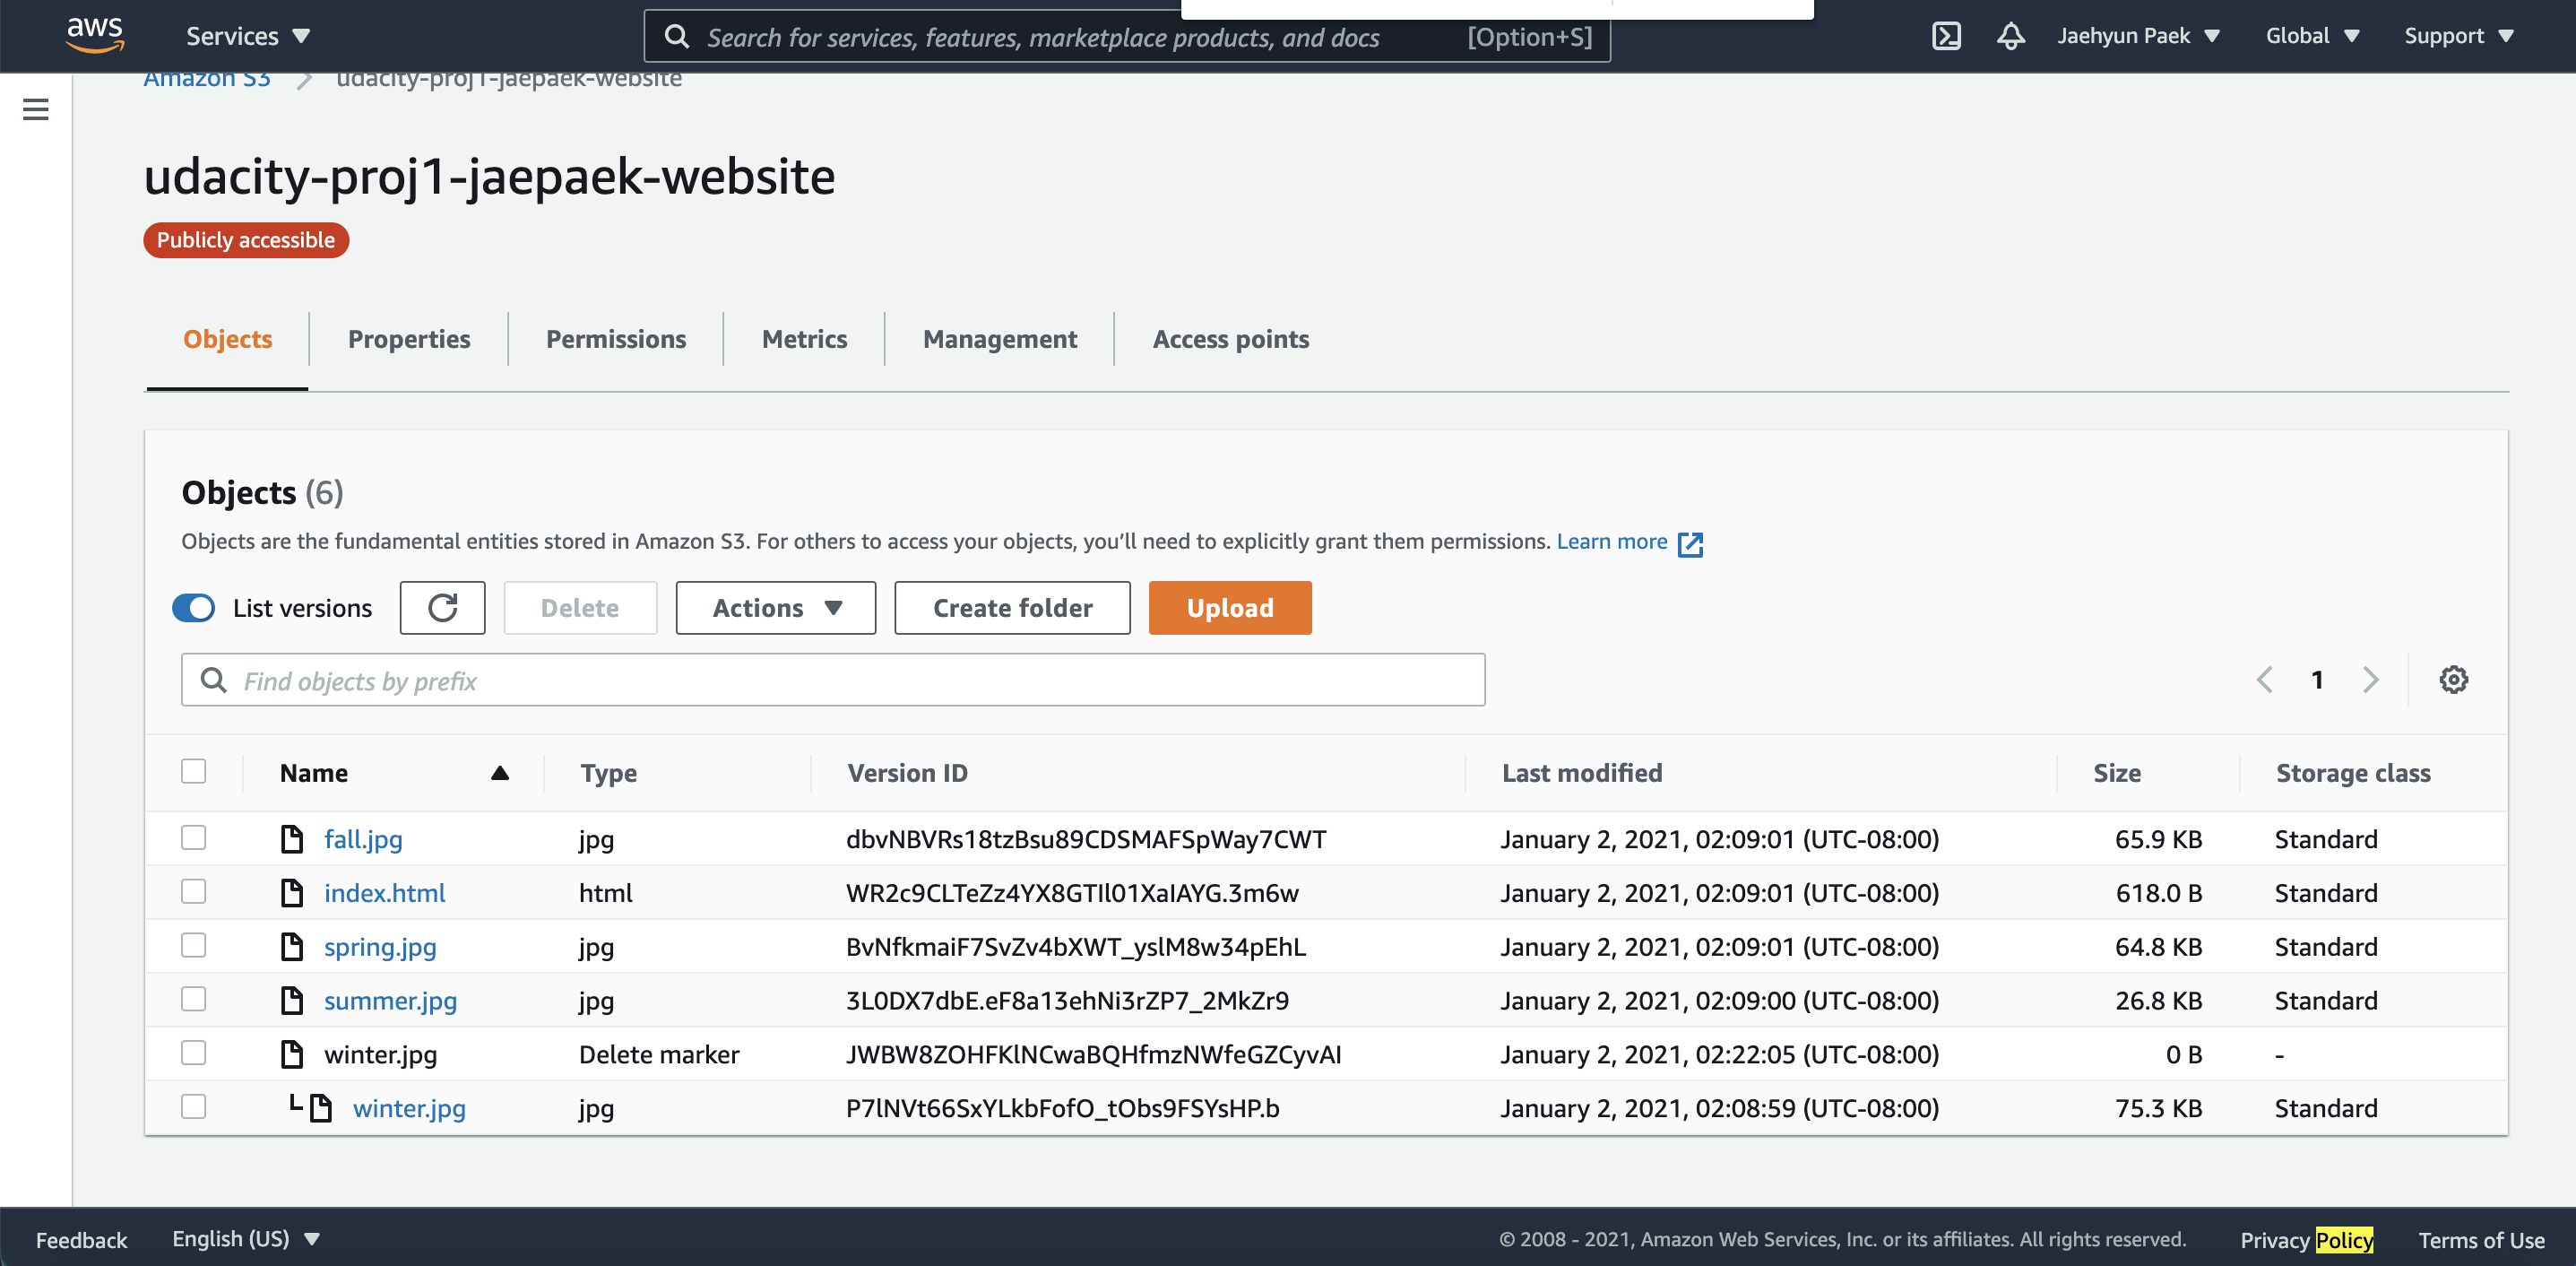 aws Services Search for services, features, marketplace products, and docs [Option+S] Jaehyun Paek Global Support
Amazon S3 udacity-proj1-jaepaek-website
udacity-proj1-jaepaek-website
Publicly accessible
Objects Properties Permissions Metrics Management Access points
Objects (6)
Objects are the fundamental entities stored in Amazon S3. For others to access your objects, you’ll need to explicitly grant them permissions. Learn more
List versions Delete Actions Create folder Upload
Find objects by prefix 1
Name Type Version ID Last modified Size Storage class
fall.jpg jpg dbvNBVRs18tzBsu89CDSMAFSpWay7CWT January 2, 2021, 02:09:01 (UTC-08:00) 65.9 KB Standard
index.html html WR2c9CLTeZz4YX8GTIl01XaIAYG.3m6w January 2, 2021, 02:09:01 (UTC-08:00) 618.0 B Standard
spring.jpg jpg BvNfkmaiF7SvZv4bXWT_yslM8w34pEhL January 2, 2021, 02:09:01 (UTC-08:00) 64.8 KB Standard
summer.jpg jpg 3L0DX7dbE.eF8a13ehNi3rZP7_2MkZr9 January 2, 2021, 02:09:00 (UTC-08:00) 26.8 KB Standard
winter.jpg Delete marker JWBW8ZOHFKlNCwaBQHfmzNWfeGZCyvAI January 2, 2021, 02:22:05 (UTC-08:00) 0 B -
winter.jpg jpg P7lNVt66SxYLkbFofO_tObs9FSYsHP.b January 2, 2021, 02:08:59 (UTC-08:00) 75.3 KB Standard
Feedback English (US) © 2008 - 2021, Amazon Web Services, Inc. or its affiliates. All rights reserved. Privacy Policy Terms of Use